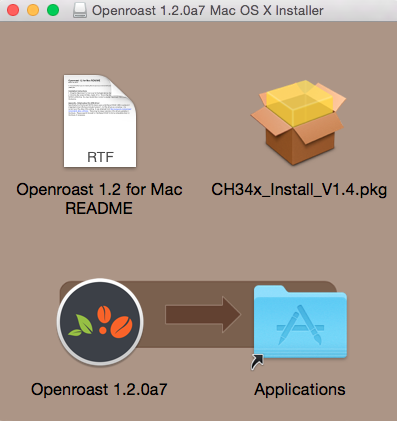 Openroast 1.2.0a7 Mac OS X Installer
RTF
Openroast 1.2 for Mac
README
CH34x_Install_V1.4.pkg
Openroast 1.2.0a7
Applications